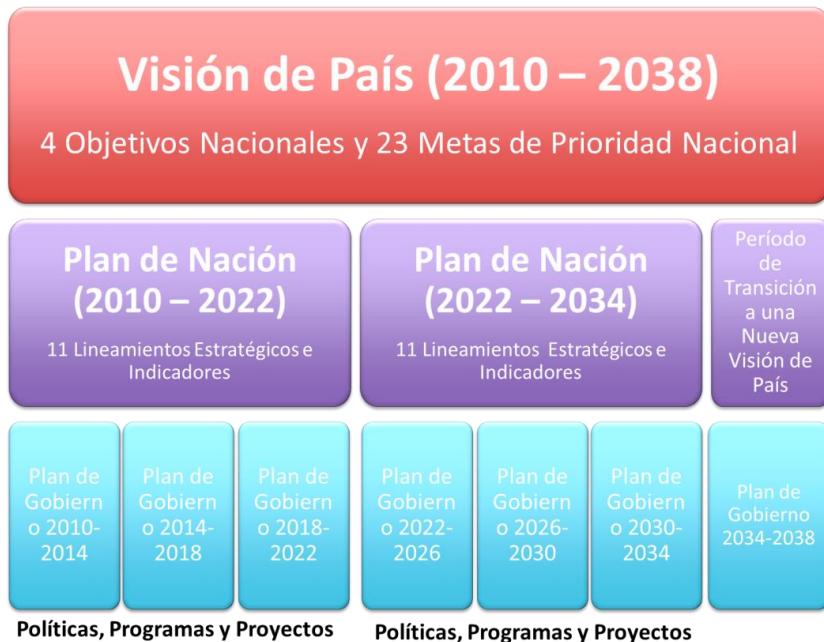 Visión de País (2010 – 2038)
4 Objetivos Nacionales y 23 Metas de Prioridad Nacional
Plan de Nación
(2010 – 2022)
11 Lineamientos Estratégicos e
Indicadores
Plan de Nación
(2022 – 2034)
11 Lineamientos Estratégicos e
Indicadores
Período
de
Transición
a una
Nueva
Visión de
País
Plan de
Gobiern
o 2010-
2014
Plan de
Gobiern
o 2014-
2018
Plan de
Gobiern
o 2018-
2022
Plan de
Gobiern
o 2022-
2026
Plan de
Gobiern
o 2026-
2030
Plan de
Gobiern
o 2030-
2034
Plan de
Gobierno
2034-2038
Políticas, Programas y Proyectos
Políticas, Programas y Proyectos